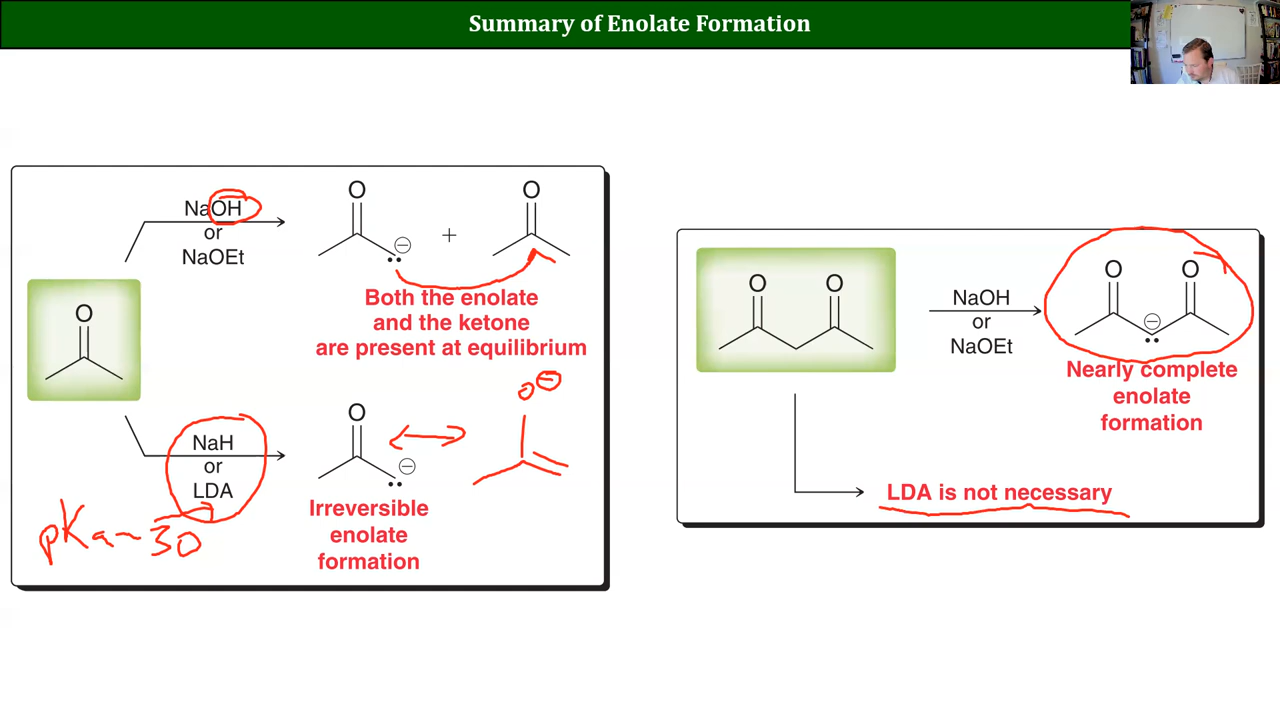 Summary of Enolate Formation
NaOH
or
NaOEt
O
O
O
+
Both the enolate
and the ketone
are present at equilibrium
NaH
or
LDA
O
O
Irreversible
enolate
formation
pKa~30
O
O
NaOH
or
NaOEt
O
O
Nearly complete
enolate
formation
LDA is not necessary